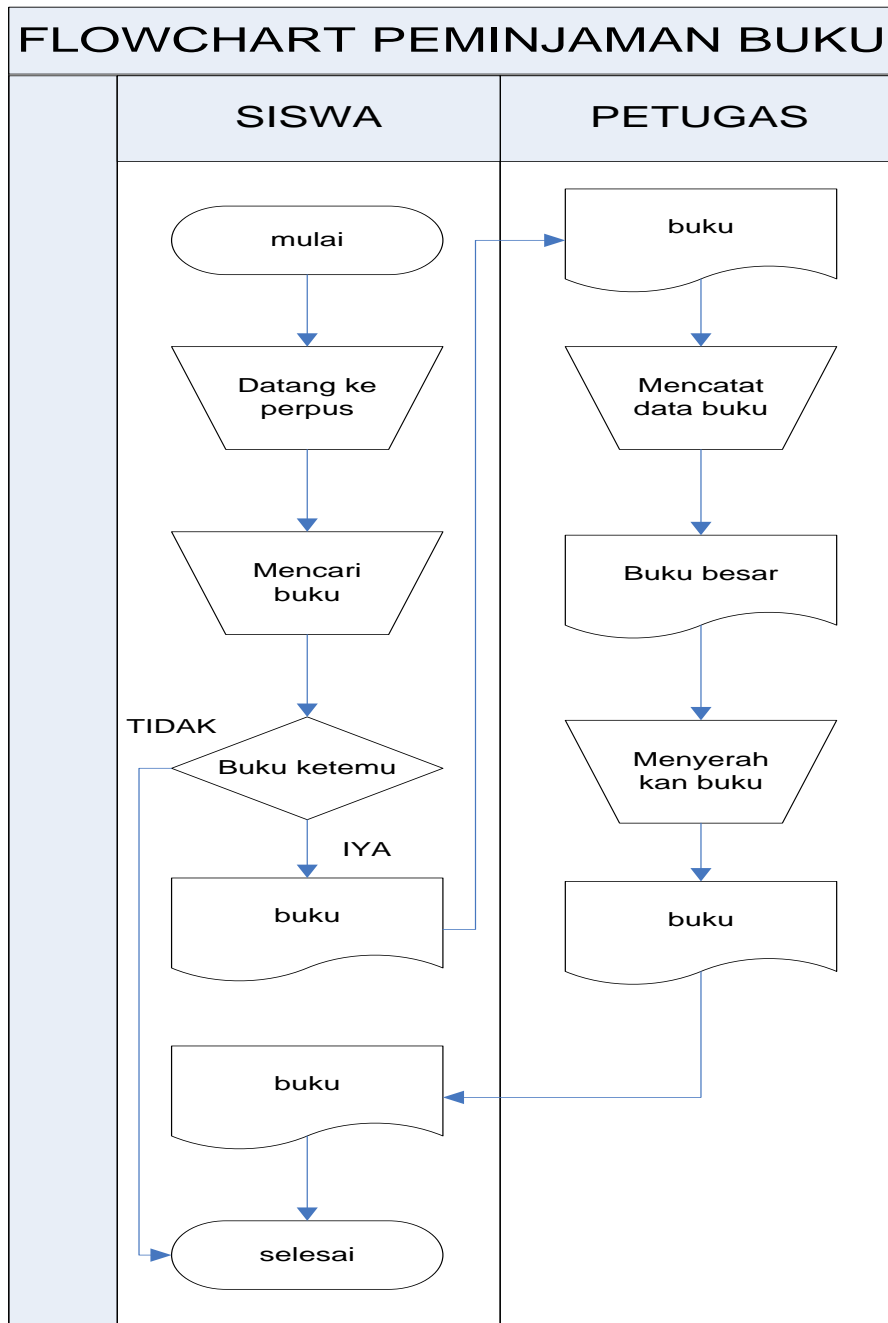 FLOWCHART PEMINJAMAN BUKU
SISWA
PETUGAS
mulai
Datang ke
perpus
Mencari
buku
TIDAK
Buku ketemu
IYA
buku
buku
Mencatat
data buku
Buku besar
Menyerah
kan buku
buku
buku
selesai